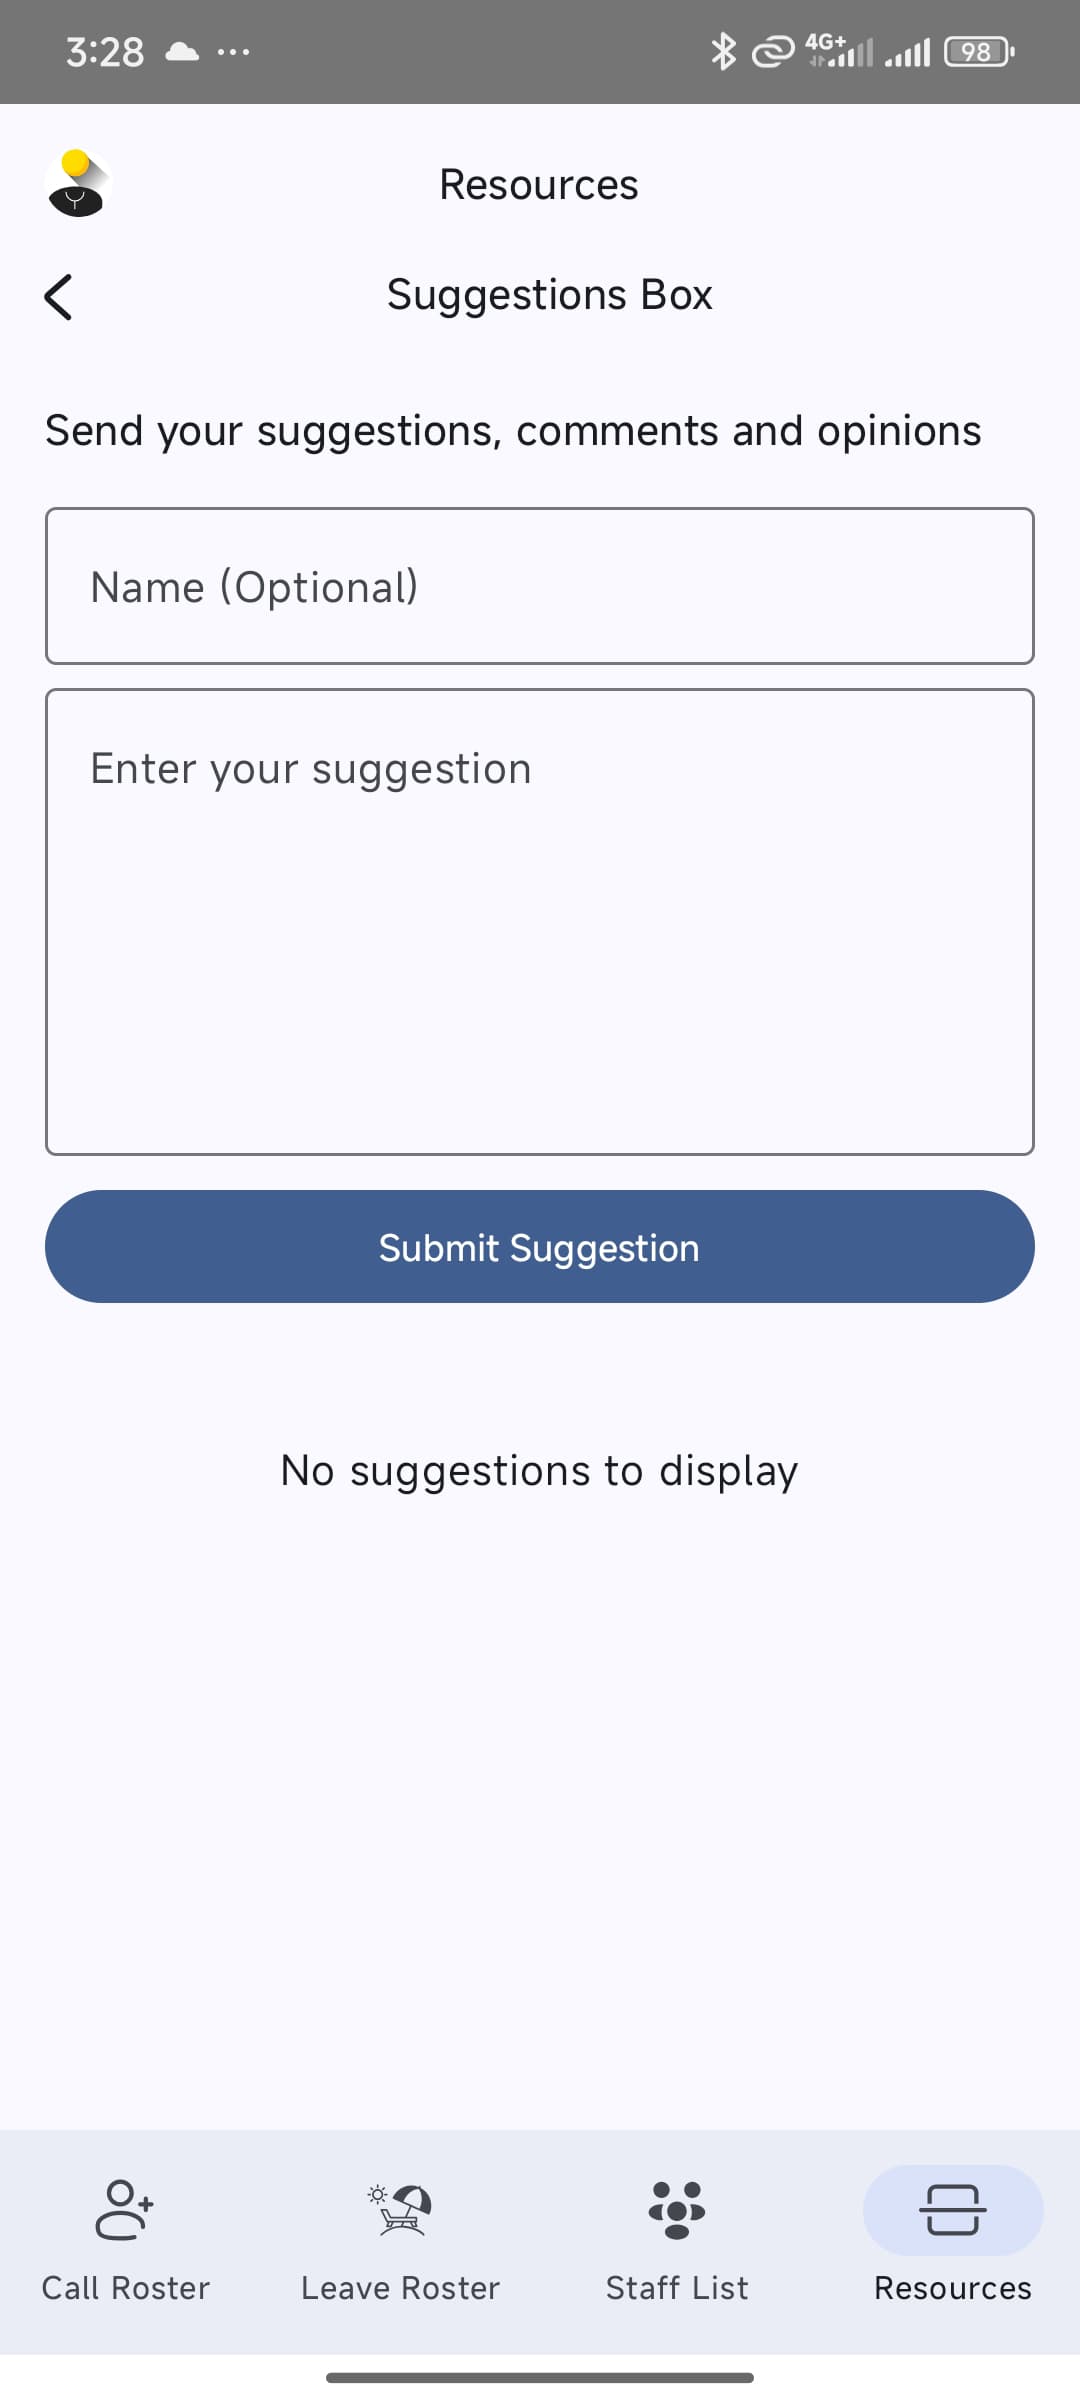 3:28
4G+
98
Resources
Suggestions Box
Send your suggestions, comments and opinions
Name (Optional)
Enter your suggestion
Submit Suggestion
No suggestions to display
Call Roster
Leave Roster
Staff List
Resources